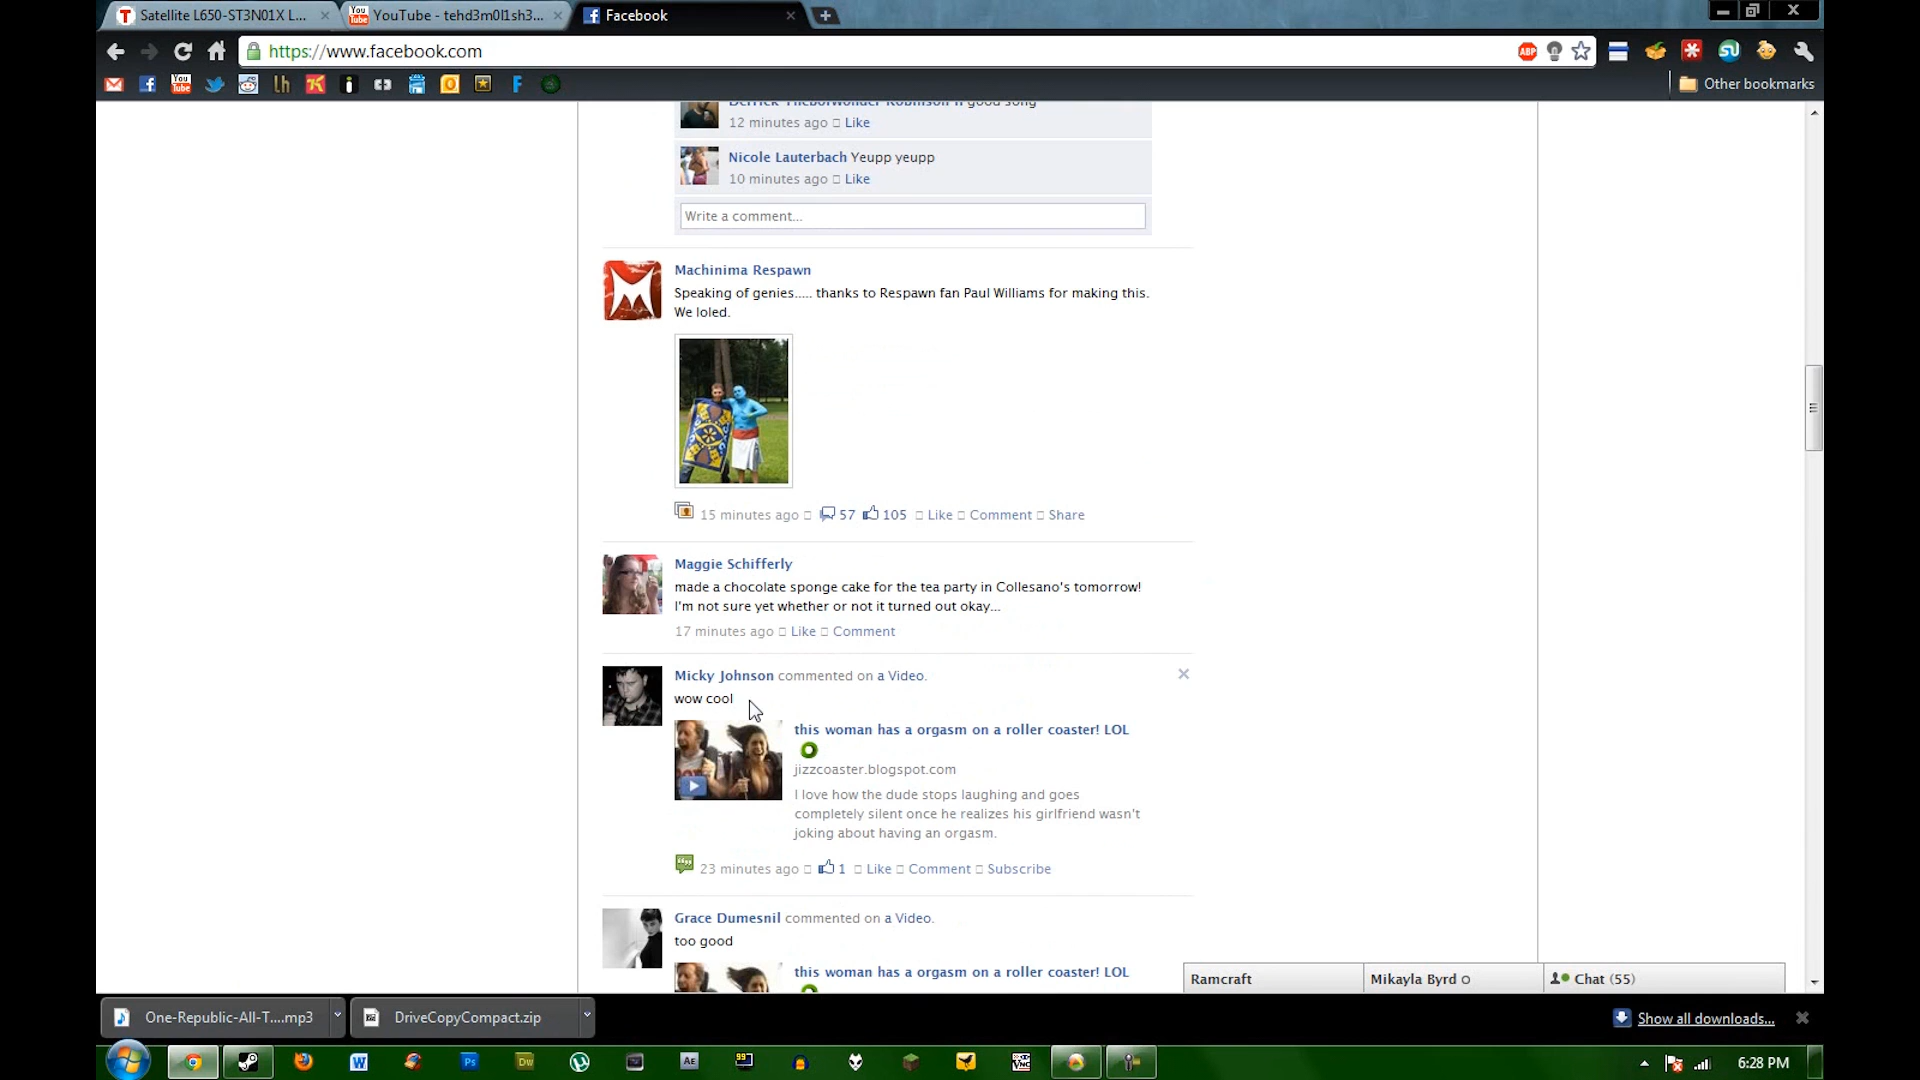 Satellite L650-ST3N01X L...
YouTube - tehd3m0l1sh3...
Facebook
https://www.facebook.com
ABP
Other bookmarks
Derrick Theboiwonder Robinson II good song
12 minutes ago Like
Nicole Lauterbach Yeupp yeupp
10 minutes ago Like
Write a comment...
Machinima Respawn
Speaking of genies..... thanks to Respawn fan Paul Williams for making this.
We loled.
15 minutes ago 57 105 Like Comment Share
Maggie Schifferly
made a chocolate sponge cake for the tea party in Collesano's tomorrow!
I'm not sure yet whether or not it turned out okay...
17 minutes ago Like Comment
Micky Johnson commented on a Video.
wow cool
this woman has a orgasm on a roller coaster! LOL
jizzcoaster.blogspot.com
I love how the dude stops laughing and goes
completely silent once he realizes his girlfriend wasn't
joking about having an orgasm.
23 minutes ago 1 Like Comment Subscribe
Grace Dumesnil commented on a Video.
too good
this woman has a orgasm on a roller coaster! LOL
Ramcraft
Mikayla Byrd
Chat (55)
One-Republic-All-T....mp3
DriveCopyCompact.zip
Show all downloads...
6:28 PM